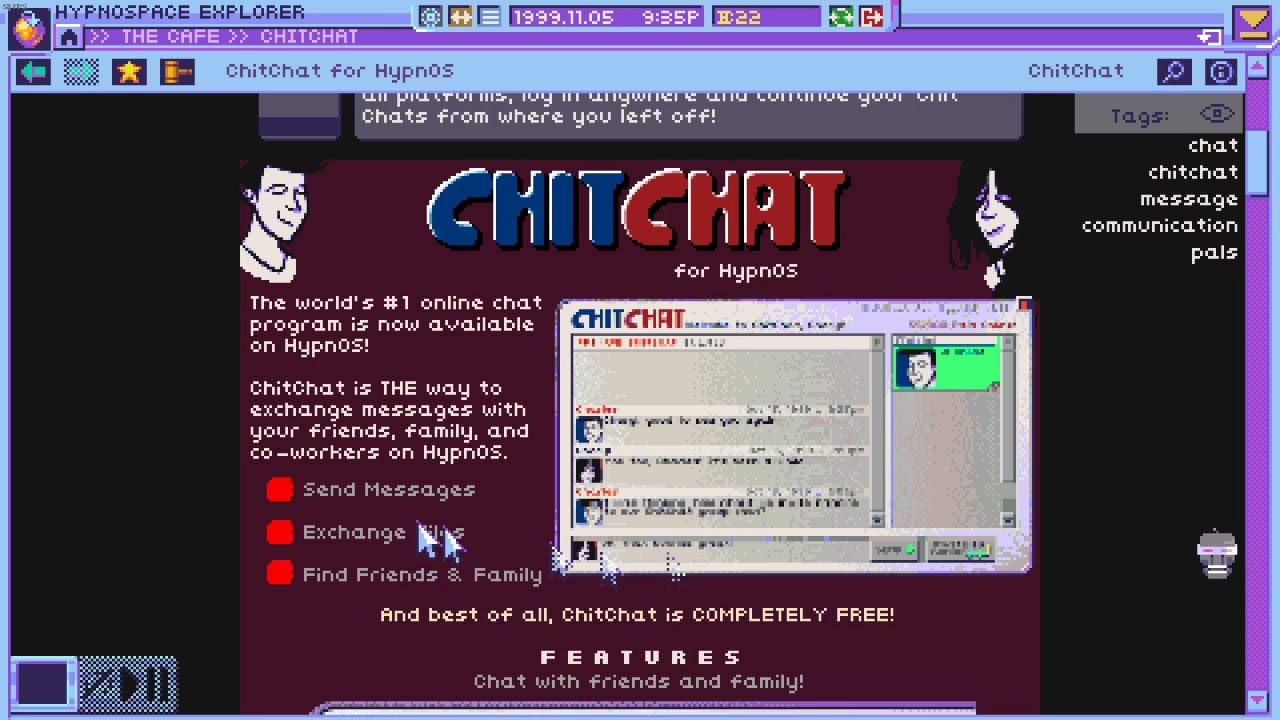 HYPNOSPACE EXPLORER
1999.11.05 9:35P
22
>> THE CAFE >> CHITCHAT
ChitChat for HypnOS
ChitChat
all platforms, log in anywhere and continue your Chit
Chats from where you left off!
Tags:
chat
chitchat
message
communication
pals
CHITCHAT
for HypnOS
The world's #1 online chat
program is now available
on HypnOS!
ChitChat is THE way to
exchange messages with
your friends, family, and
co-workers on HypnOS.
Send Messages
Exchange Files
Find Friends & Family
CHITCHAT
And best of all, ChitChat is COMPLETELY FREE!
FEATURES
Chat with friends and family!